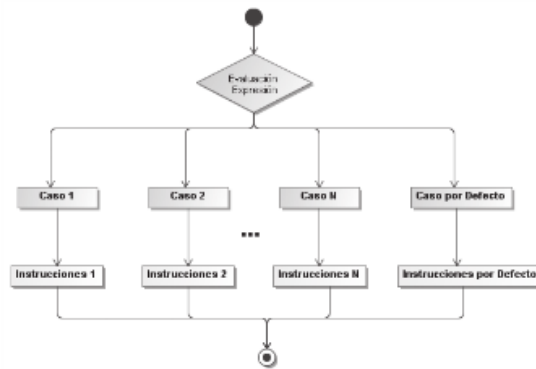 Evaluación
Expresión
Caso 1
Caso 2
Caso N
Caso por Defecto
...
Instrucciones 1
Instrucciones 2
Instrucciones N
Instrucciones por Defecto